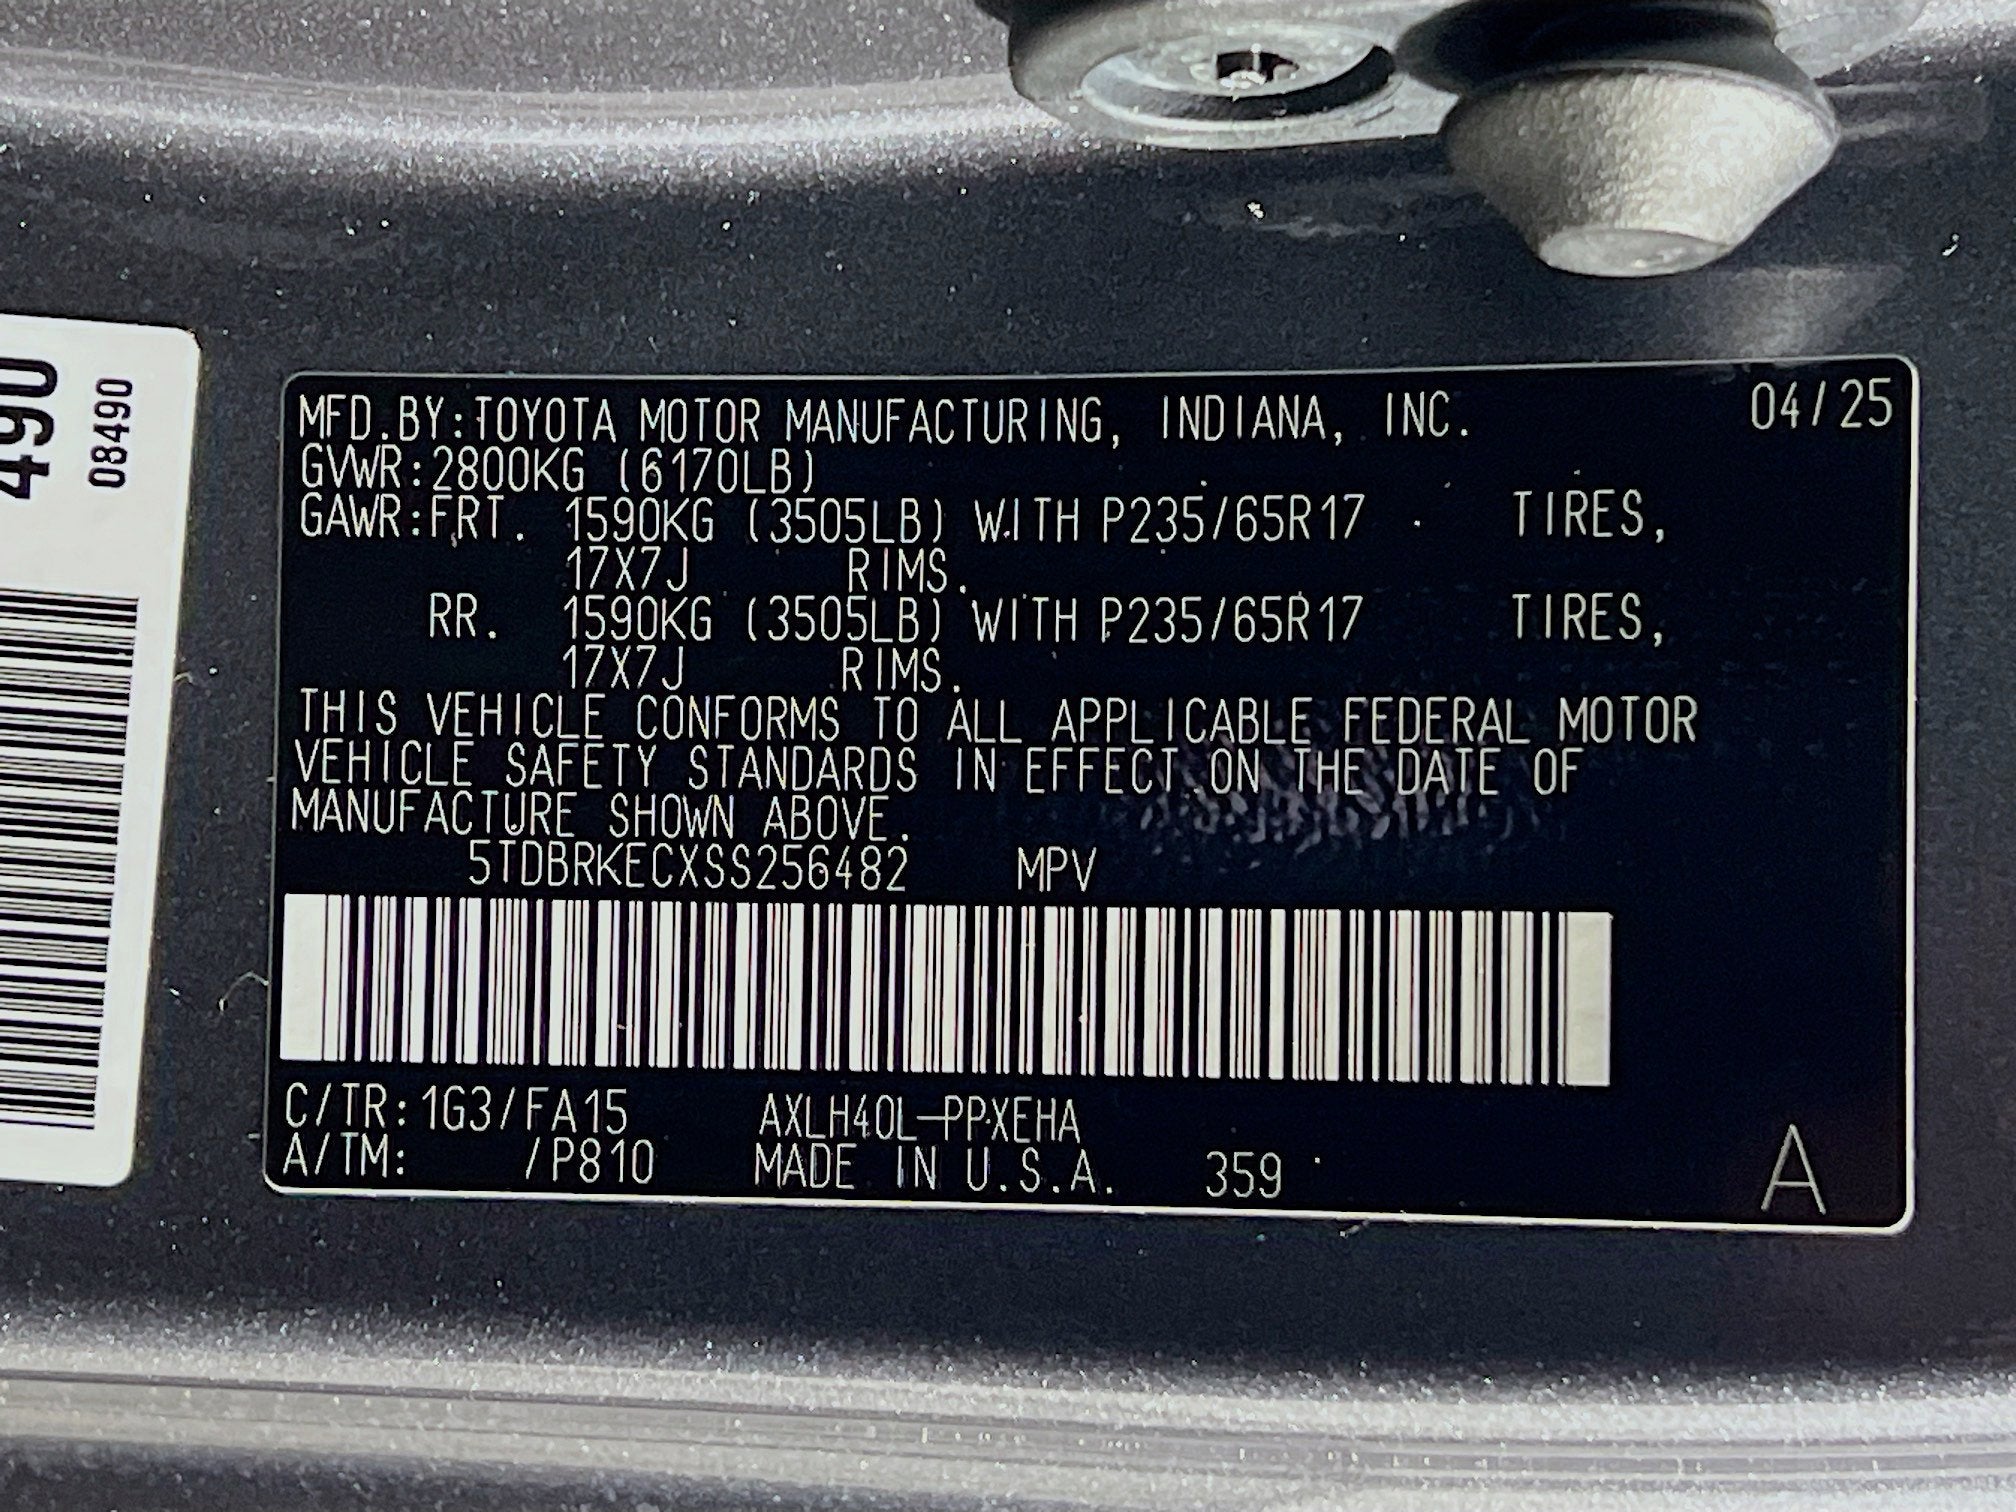 490
08490
MFD.BY:TOYOTA MOTOR MANUFACTURING, INDIANA, INC. 04/25
GVWR:2800KG (6170LB)
GAWR:FRT. 1590KG (3505LB) WITH P235/65R17 TIRES,
17X7J RIMS.
RR. 1590KG (3505LB) WITH P235/65R17 TIRES,
17X7J RIMS.
THIS VEHICLE CONFORMS TO ALL APPLICABLE FEDERAL MOTOR
VEHICLE SAFETY STANDARDS IN EFFECT ON THE DATE OF
MANUFACTURE SHOWN ABOVE.
5TDBRKECXSS256482 MPV
C/TR:1G3/FA15 AXLH40L-PPXEHA
A/TM: /P810 MADE IN U.S.A. 359 A